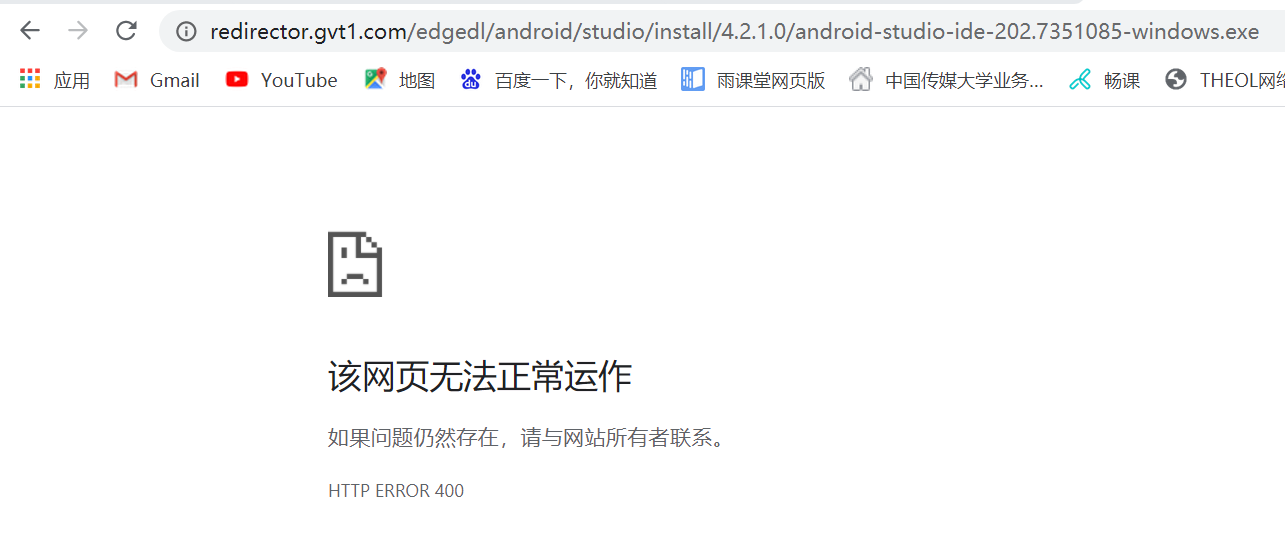 redirector.gvt1.com/edgedl/android/studio/install/4.2.1.0/android-studio-ide-202.7351085-windows.exe
应用 Gmail YouTube 地图 百度一下，你就知道 雨课堂网页版 中国传媒大学业务... 畅课 THEOL网络
该网页无法正常运作
如果问题仍然存在，请与网站所有者联系。
HTTP ERROR 400